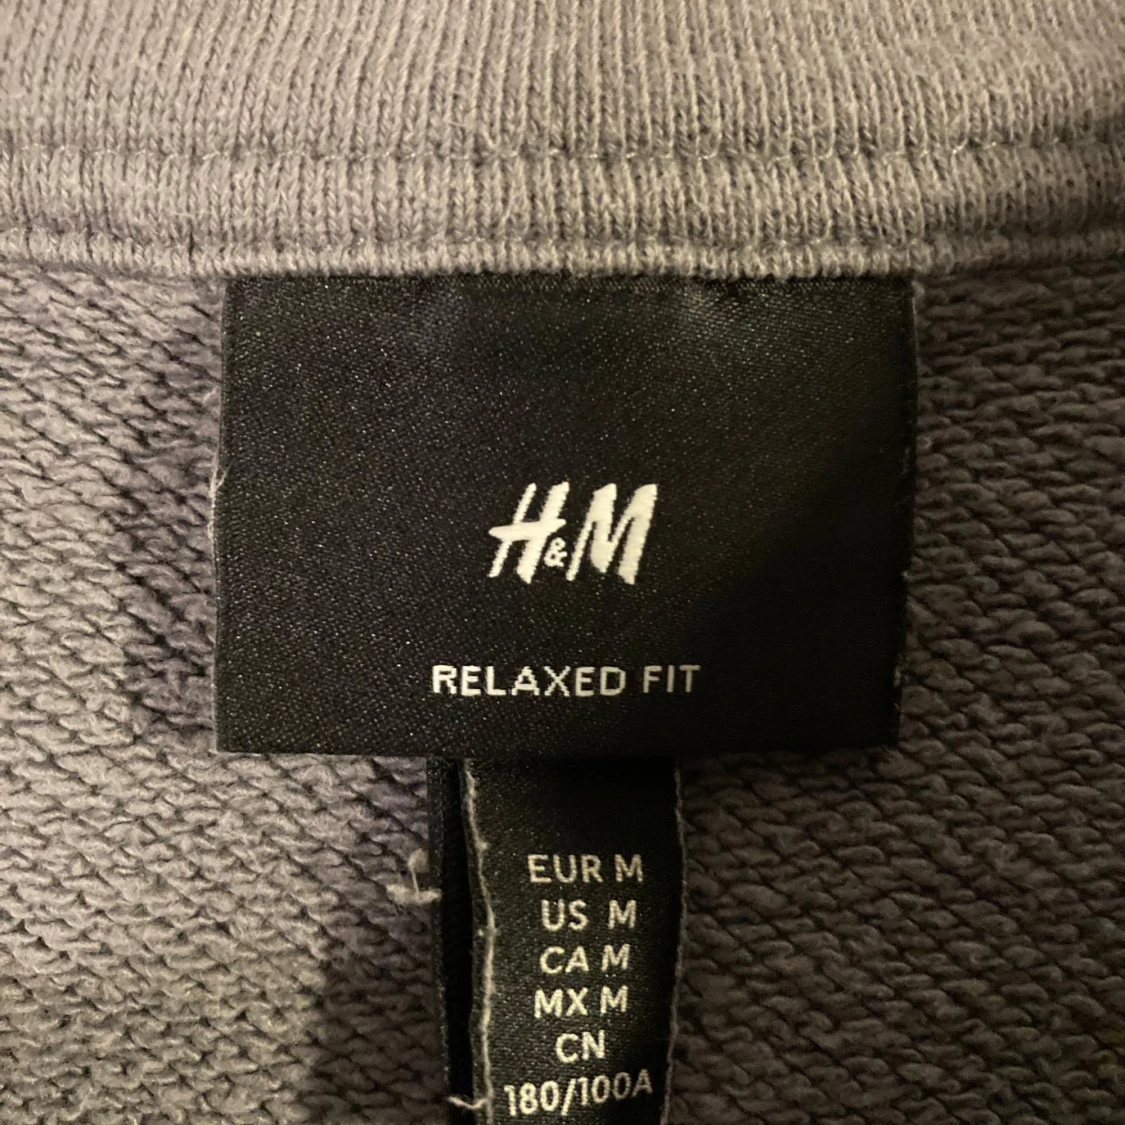 H&M
RELAXED FIT
EUR M
US M
CA M
MX M
CN
180/100A